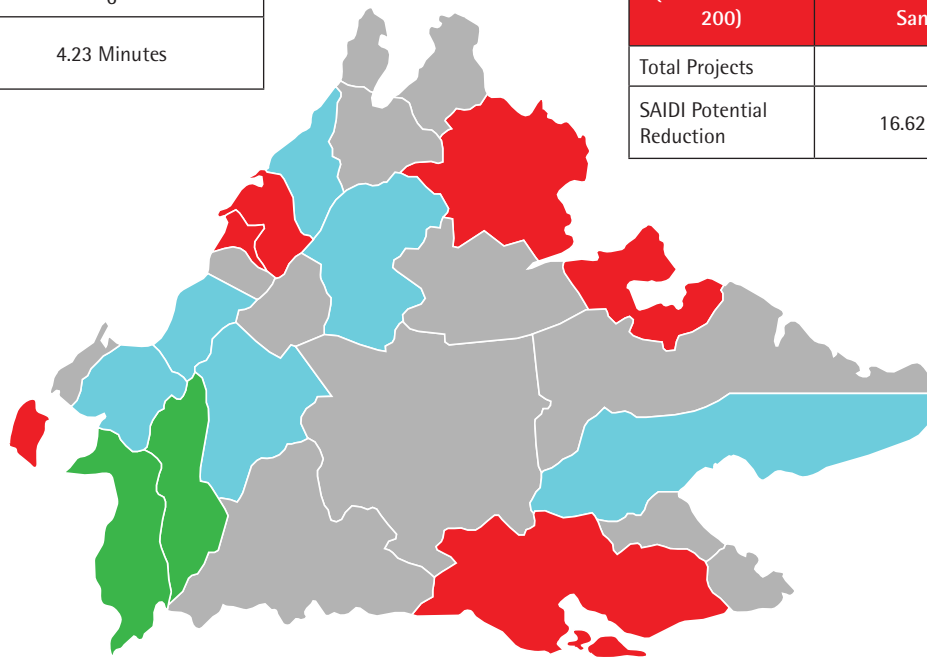 4.23 Minutes
200)
Total Projects
SAIDI Potential
Reduction
16.62